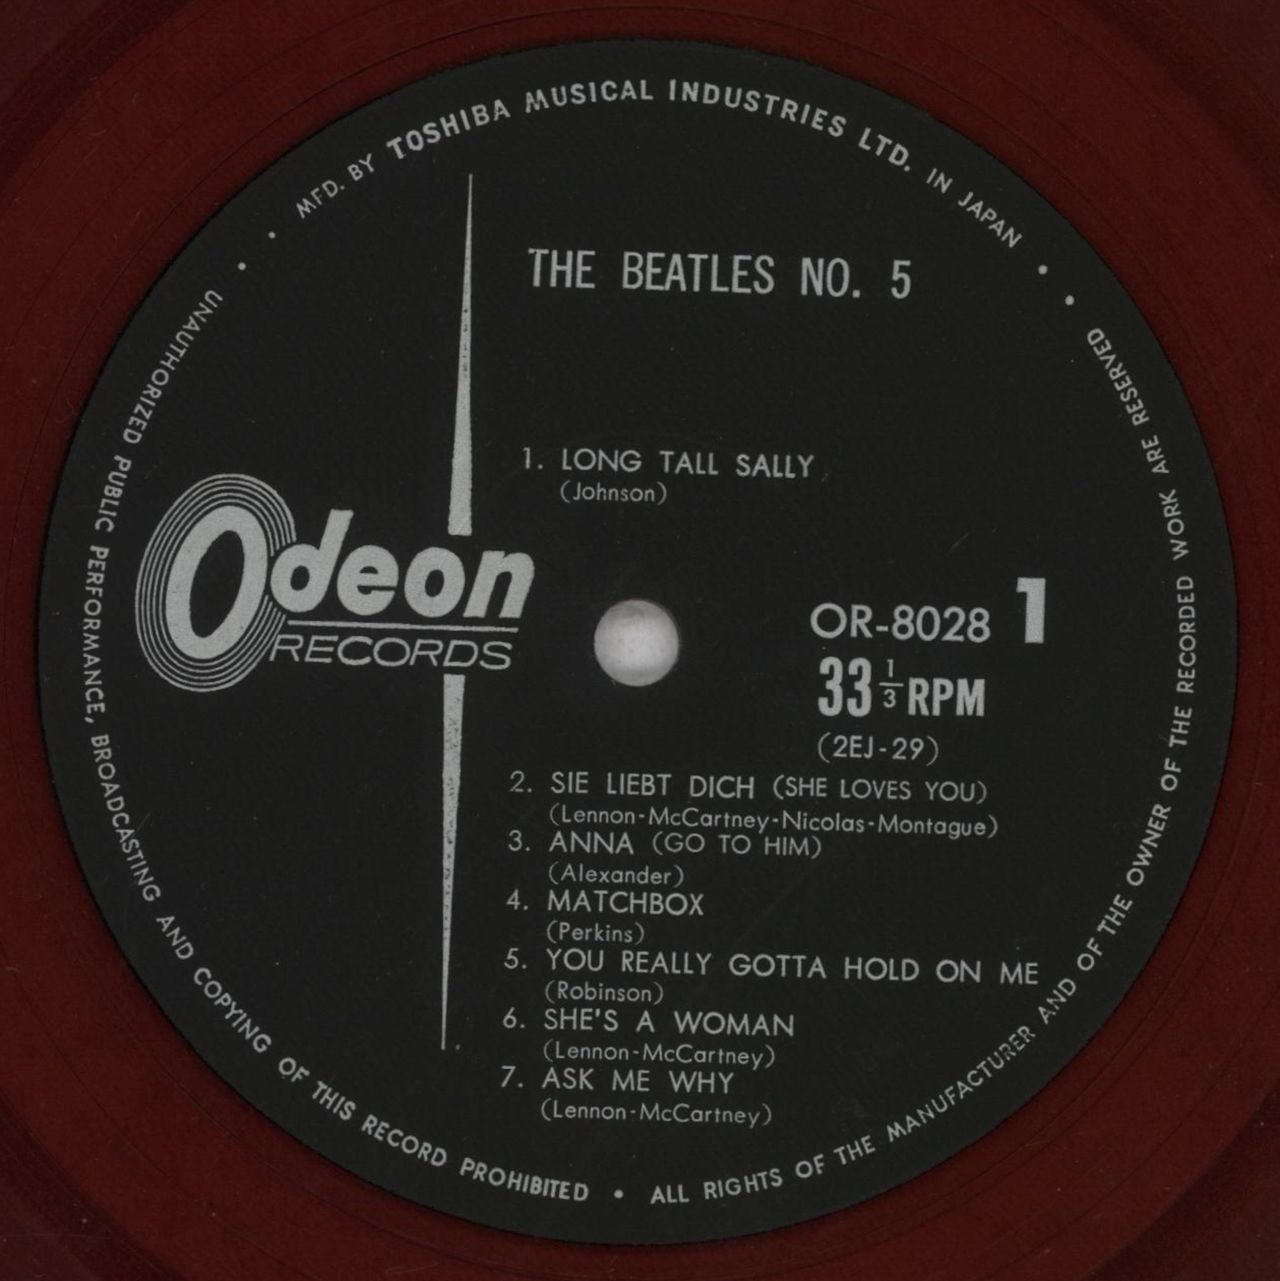 MFD. BY TOSHIBA MUSICAL INDUSTRIES LTD. IN JAPAN
THE BEATLES NO. 5
1. LONG TALL SALLY
(Johnson)
Odeon
RECORDS
OR-8028 1
33 1/3 RPM
(2EJ-29)
2. SIE LIEBT DICH (SHE LOVES YOU)
(Lennon-McCartney-Nicolas-Montague)
3. ANNA (GO TO HIM)
(Alexander)
4. MATCHBOX
(Perkins)
5. YOU REALLY GOTTA HOLD ON ME
(Robinson)
6. SHE'S A WOMAN
(Lennon-McCartney)
7. ASK ME WHY
(Lennon-McCartney)
UNAUTHORIZED PUBLIC PERFORMANCE, BROADCASTING AND COPYING OF THIS RECORD PROHIBITED • ALL RIGHTS OF THE MANUFACTURER AND OF THE OWNER OF THE RECORDED WORK ARE RESERVED